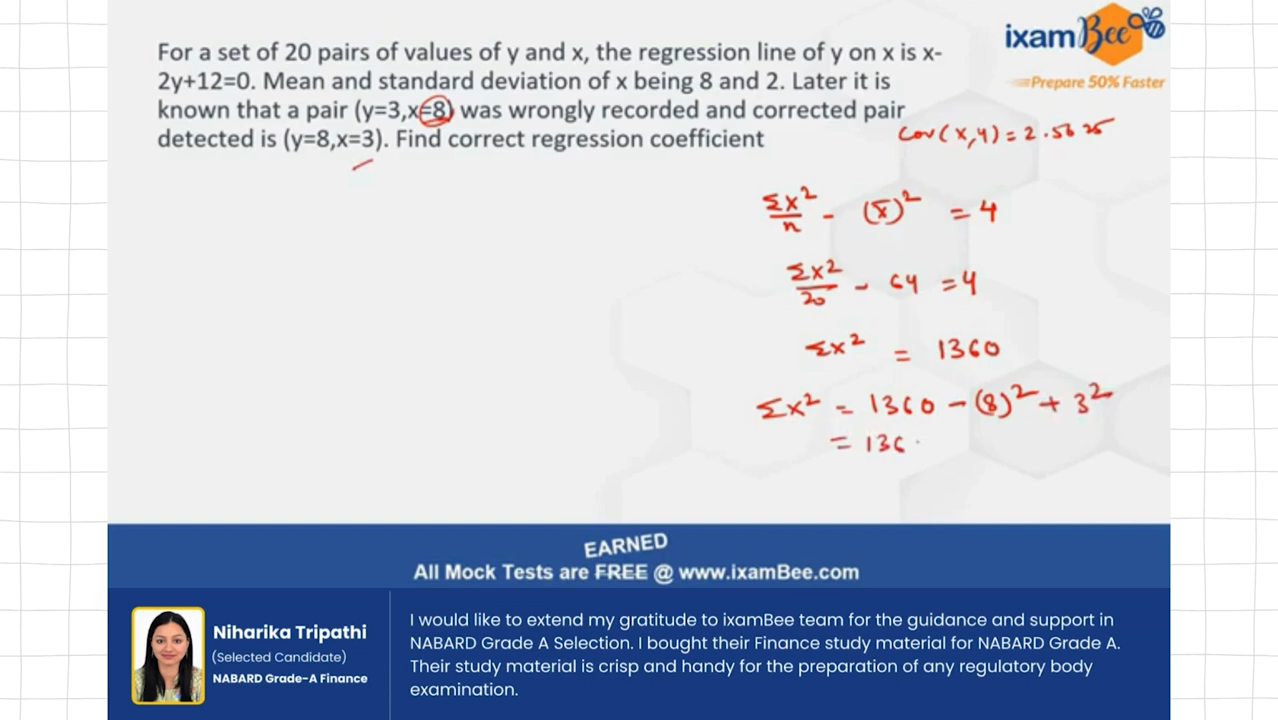 ixamBee
Prepare 50% Faster
For a set of 20 pairs of values of y and x, the regression line of y on x is x-
2y+12=0. Mean and standard deviation of x being 8 and 2. Later it is
known that a pair (y=3,x=8) was wrongly recorded and corrected pair
detected is (y=8,x=3). Find correct regression coefficient
Cov(x,y) = 2.5625
Σx²/n - (x̄)² = 4
Σx²/20 - 64 = 4
Σx² = 1360
Σx² = 1360 - (8)² + 3²
= 136
EARNED
All Mock Tests are FREE @ www.ixamBee.com
Niharika Tripathi
(Selected Candidate)
NABARD Grade-A Finance
I would like to extend my gratitude to ixamBee team for the guidance and support in
NABARD Grade A Selection. I bought their Finance study material for NABARD Grade A.
Their study material is crisp and handy for the preparation of any regulatory body
examination.